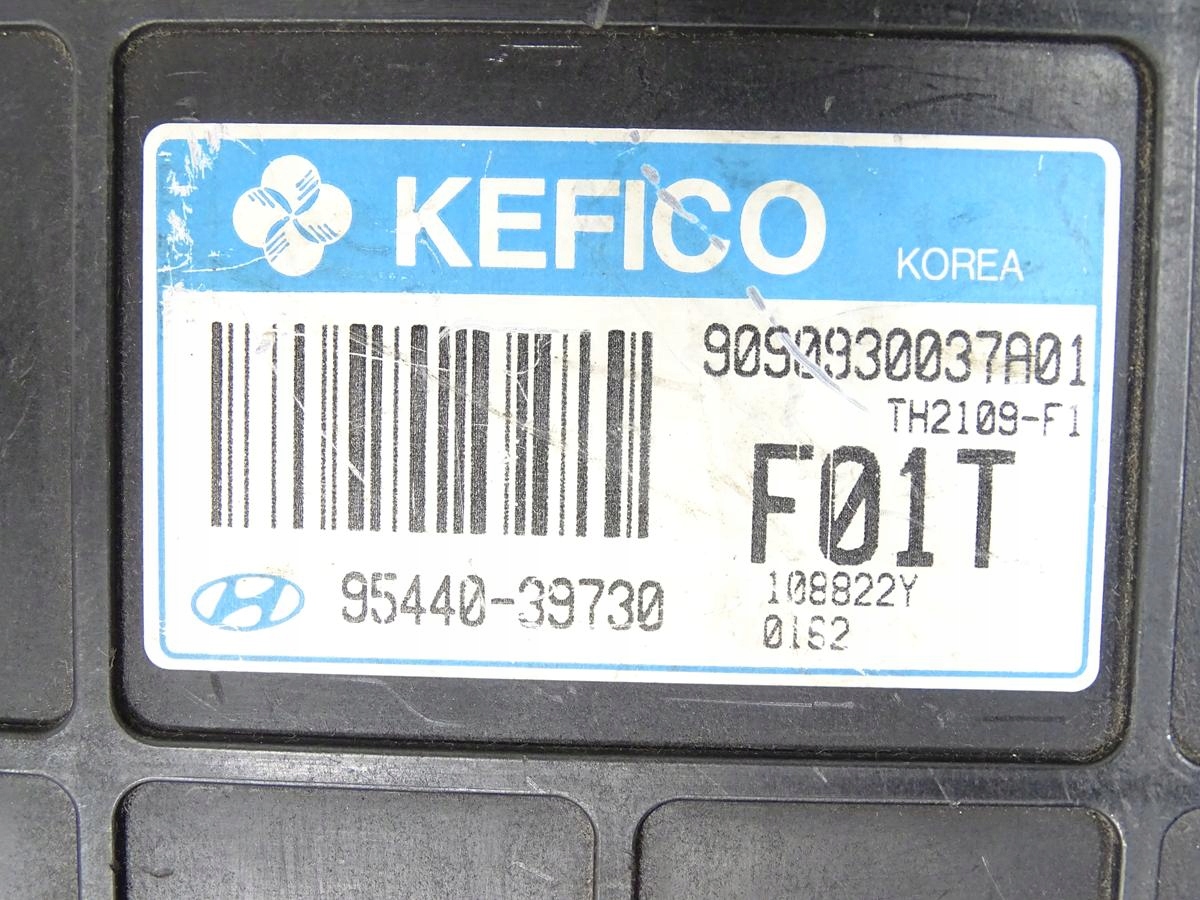 KEFICO
KOREA
9090930037A01
TH2109-F1
F01T
108822Y
0162
95440-39730